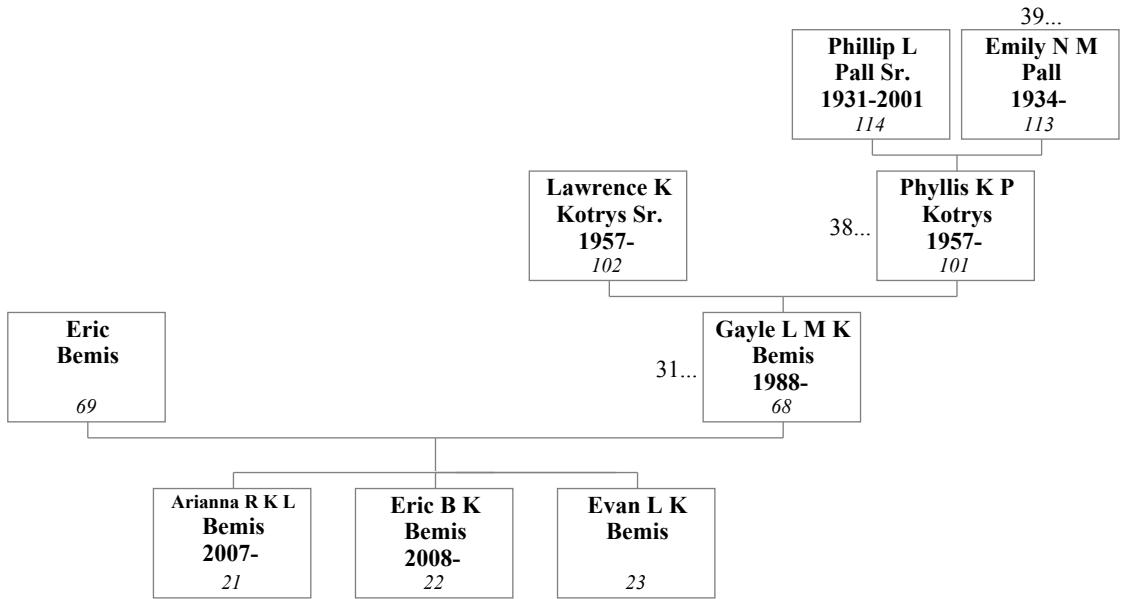 39...
Phillip L
Pall Sr.
1931-2001
114
Emily N M
Pall
1934-
113
Lawrence K
Kotrys Sr.
1957-
102
38...
Phyllis K P
Kotrys
1957-
101
Eric
Bemis
69
31...
Gayle L M K
Bemis
1988-
68
Arianna R K L
Bemis
2007-
21
Eric B K
Bemis
2008-
22
Evan L K
Bemis
23